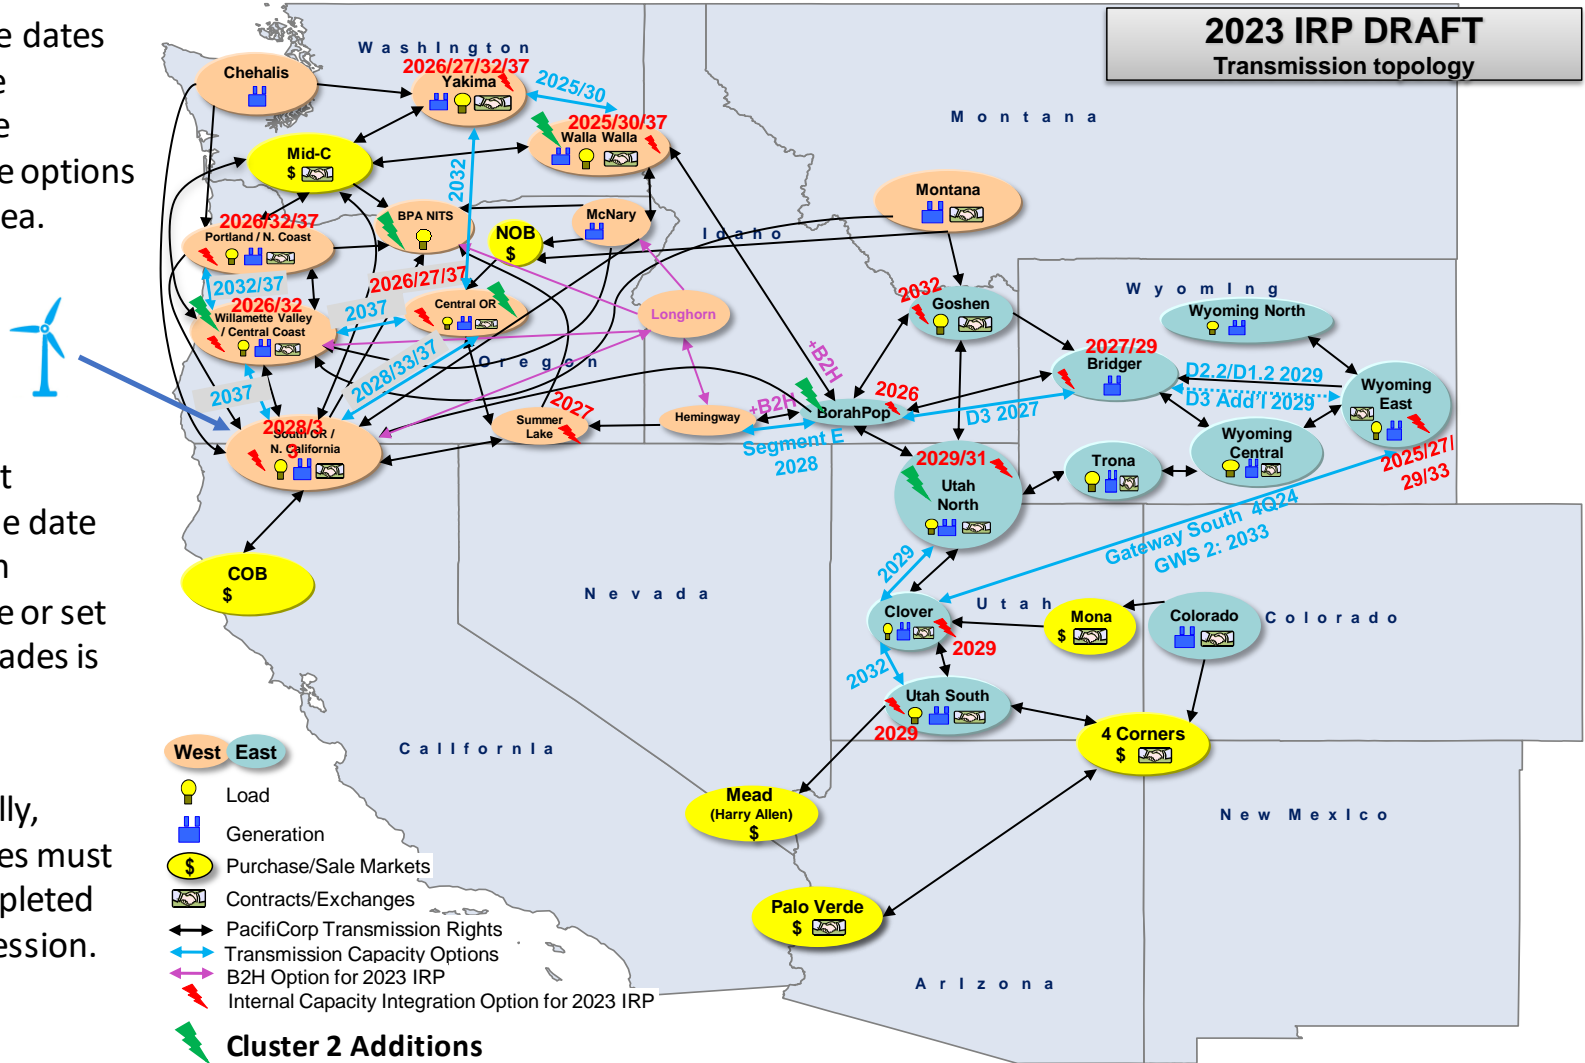 2023 IRP DRAFT
Transmission topology
e dates
e
e
e options
ea.
t
e date
n
e or set
ades is
lly,
es must
pleted
ession.
WashIngton
Montana
Idaho
WyomIng
Oregon
Nevada
Utah
Colorado
CalIfornIa
New MexIco
ArIzona
Chehalis
2026/27/32/37
Yakima
2025/30
2025/30/37
Walla Walla
Mid-C
$
2032
Montana
BPA NITS
McNary
NOB
$
2026/32/37
Portland / N. Coast
2032/37
2026/27/37
2026/32
Willamette Valley
/ Central Coast
2037
Central OR
Longhorn
2032
Goshen
Wyoming North
2028/33/37
2037
+B2H
2027/29
Bridger
D2.2/D1.2 2029
D3 Add'l 2029
Wyoming
East
2025/27/
29/33
2028/3
3
South OR /
N. California
2027
Summer
Lake
Hemingway
+B2H
2026
BorahPop
D3 2027
Segment E
2028
Wyoming
Central
Trona
2029/31
Utah
North
Gateway South 4Q24
GWS 2: 2033
COB
$
2029
Clover
2029
Mona
$
Colorado
2032
Utah South
2029
4 Corners
$
Mead
(Harry Allen)
$
Palo Verde
$
West East
Load
Generation
$ Purchase/Sale Markets
Contracts/Exchanges
PacifiCorp Transmission Rights
Transmission Capacity Options
B2H Option for 2023 IRP
Internal Capacity Integration Option for 2023 IRP
Cluster 2 Additions